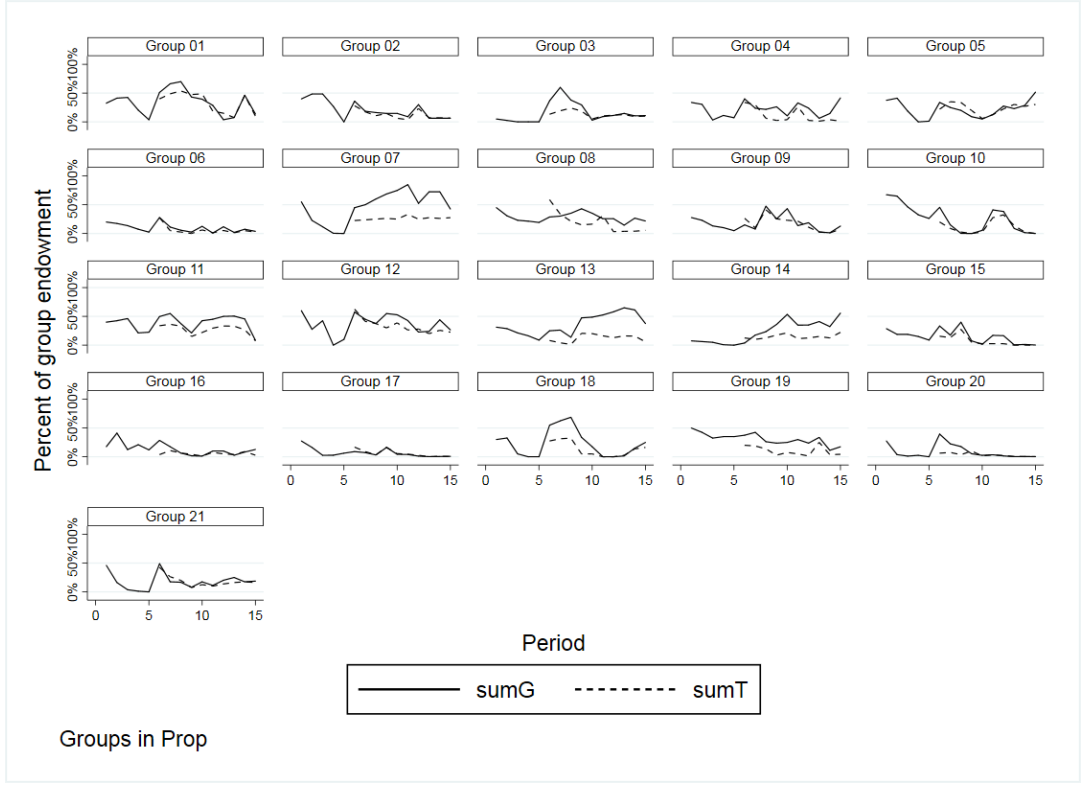 Group 01 Group 02 Group 03 Group 04 Group 05
0% 50% 100%
Group 06 Group 07 Group 08 Group 09 Group 10
0% 50% 100%
Group 11 Group 12 Group 13 Group 14 Group 15
0% 50% 100%
Group 16 Group 17 Group 18 Group 19 Group 20
0% 50% 100%
0 5 10 15 0 5 10 15 0 5 10 15 0 5 10 15
Group 21
0% 50% 100%
0 5 10 15
Percent of group endowment
Period
sumG sumT
Groups in Prop